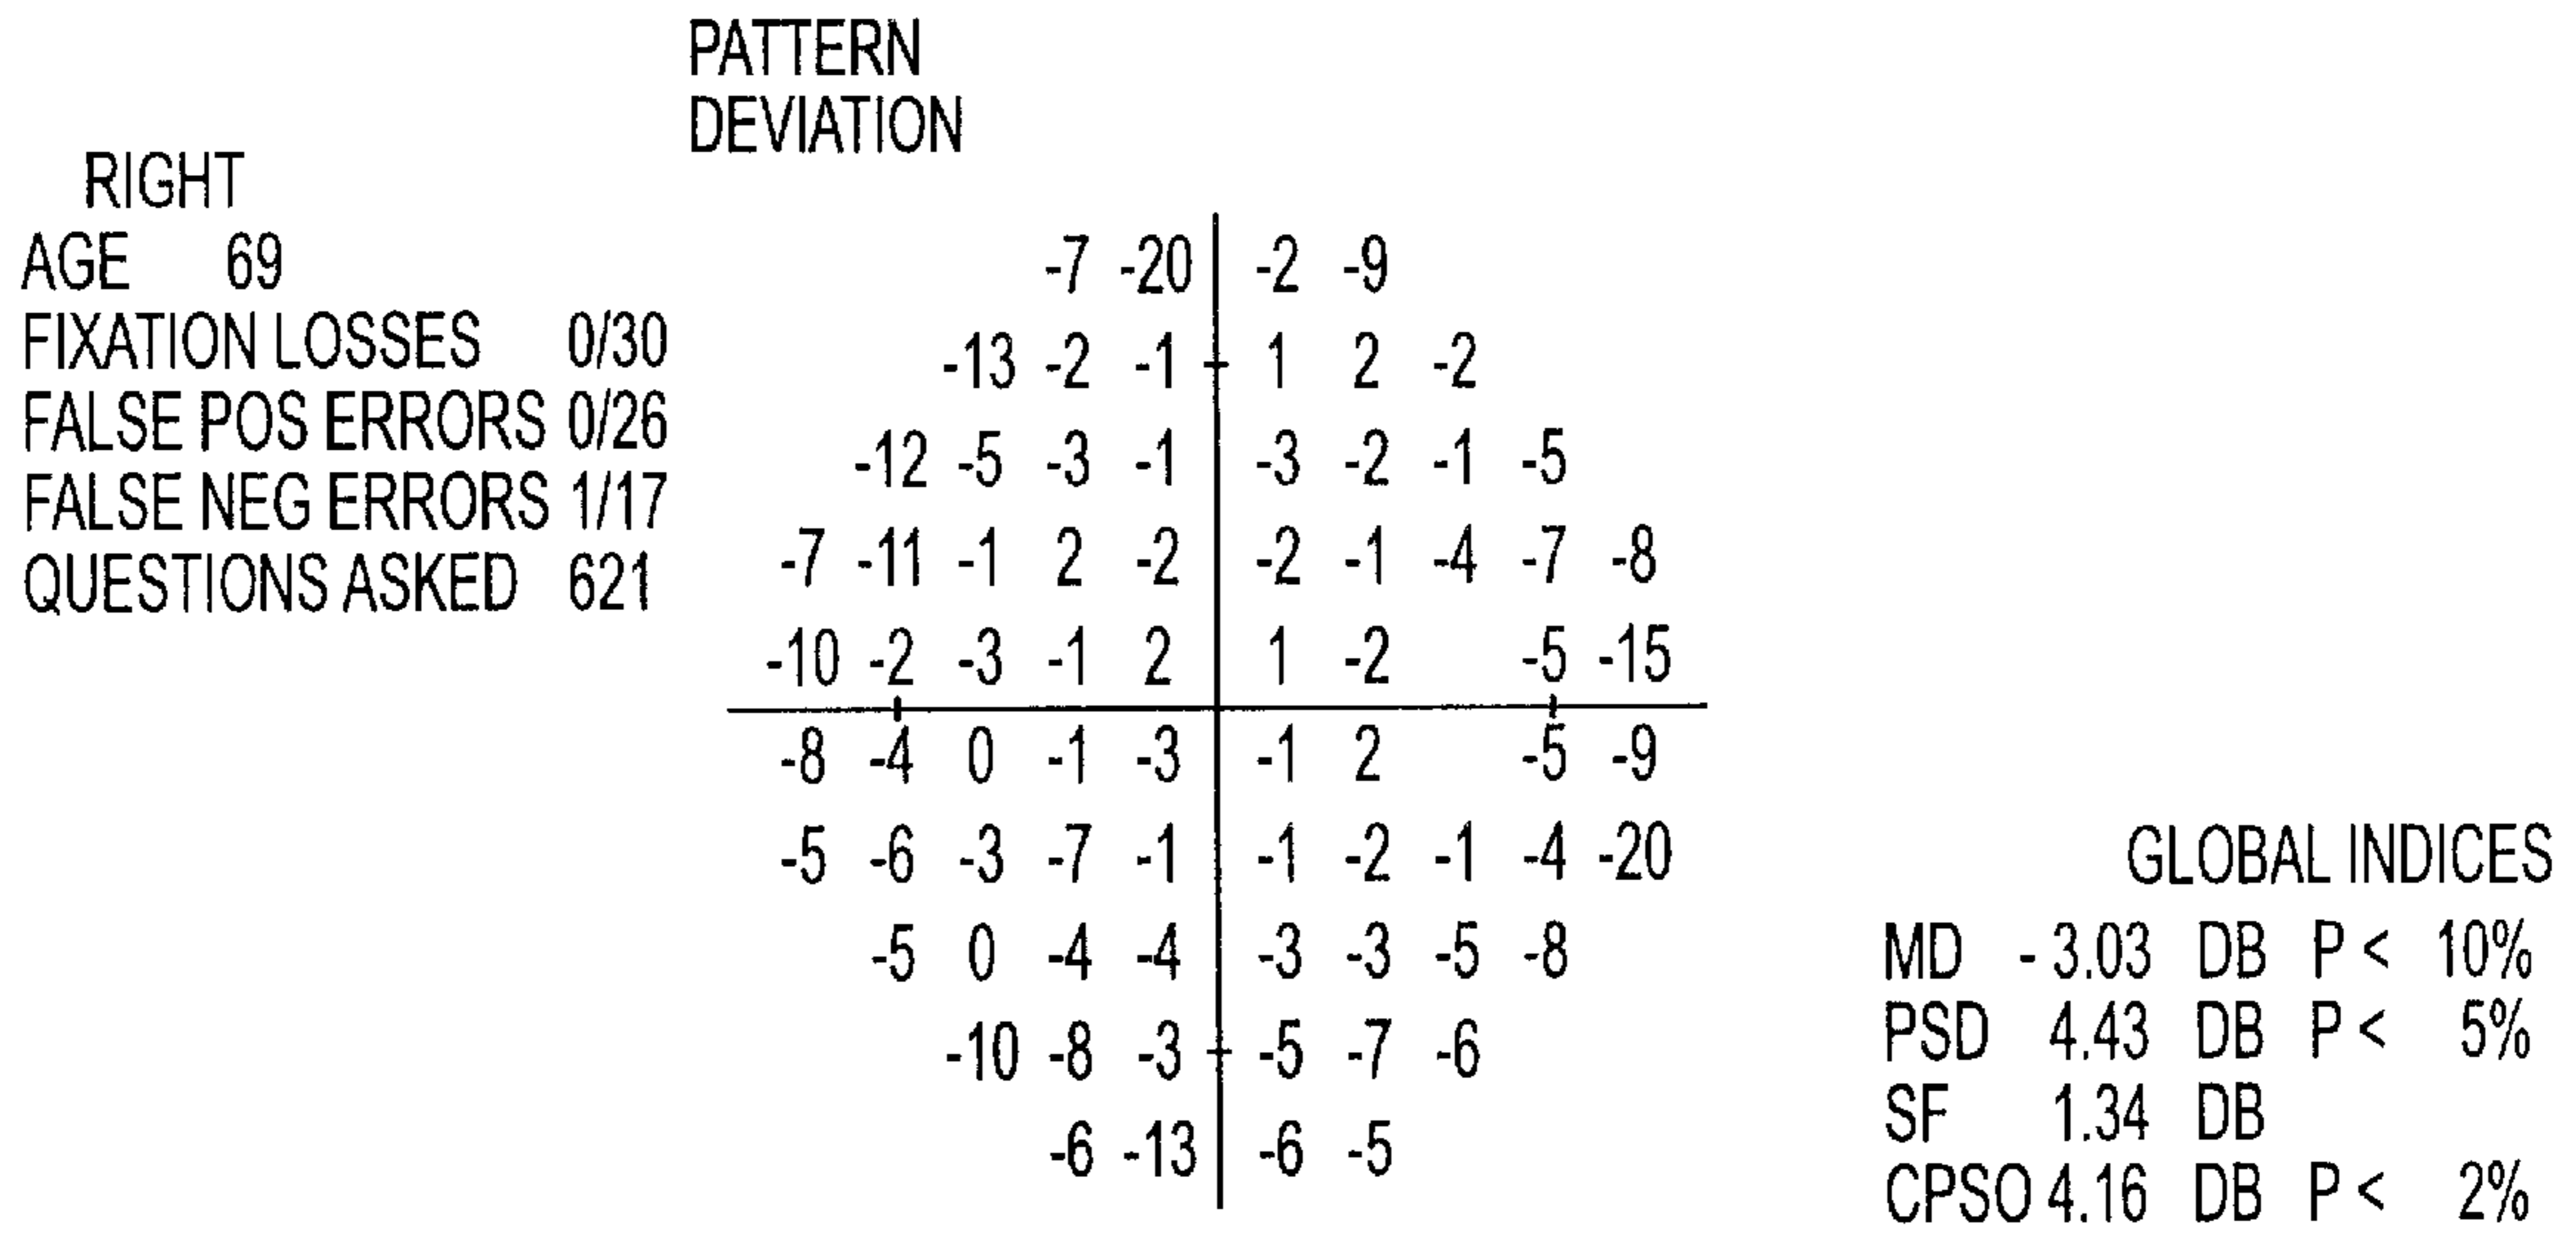 PATTERN
DEVIATION
RIGHT
AGE 69
FIXATION LOSSES 0/30
FALSE POS ERRORS 0/26
FALSE NEG ERRORS 1/17
QUESTIONS ASKED 621
-7 -20 -2 -9
-13 -2 -1 1 2 -2
-12 -5 -3 -1 -3 -2 -1 -5
-7 -11 -1 2 -2 -2 -1 -4 -7 -8
-10 -2 -3 -1 2 1 -2 -5 -15
-8 -4 0 -1 -3 -1 2 -5 -9
-5 -6 -3 -7 -1 -1 -2 -1 -4 -20
-5 0 -4 -4 -3 -3 -5 -8
-10 -8 -3 -5 -7 -6
-6 -13 -6 -5
GLOBAL INDICES
MD - 3.03 DB P < 10%
PSD 4.43 DB P < 5%
SF 1.34 DB
CPSO 4.16 DB P < 2%